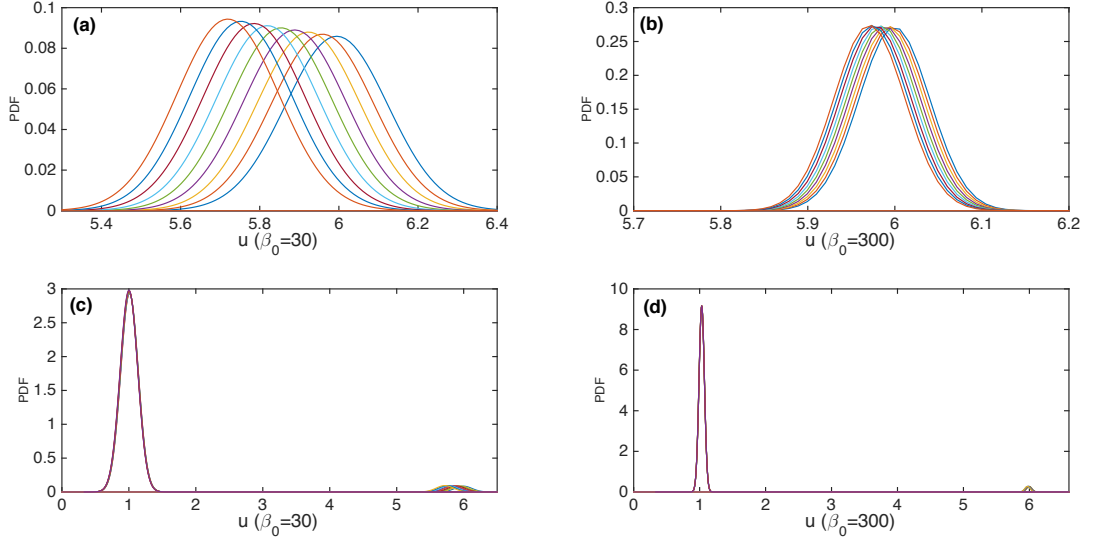 (a)
PDF
0.1
0.08
0.06
0.04
0.02
0
5.4 5.6 5.8 6 6.2 6.4
u (β₀=30)
(b)
PDF
0.3
0.25
0.2
0.15
0.1
0.05
0
5.7 5.8 5.9 6 6.1 6.2
u (β₀=300)
(c)
PDF
3
2.5
2
1.5
1
0.5
0
0 1 2 3 4 5 6
u (β₀=30)
(d)
PDF
10
8
6
4
2
0
0 1 2 3 4 5 6
u (β₀=300)